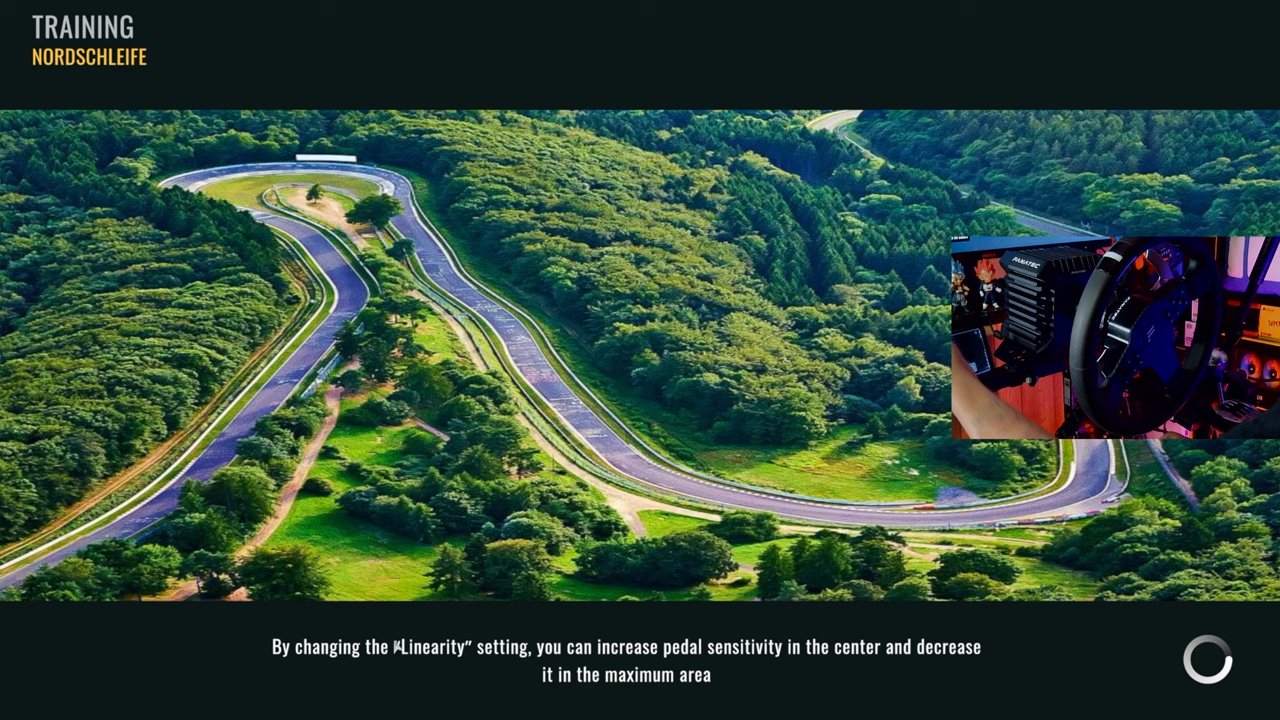 TRAINING
NORDSCHLEIFE
FANATEC
By changing the “Linearity” setting, you can increase pedal sensitivity in the center and decrease
it in the maximum area